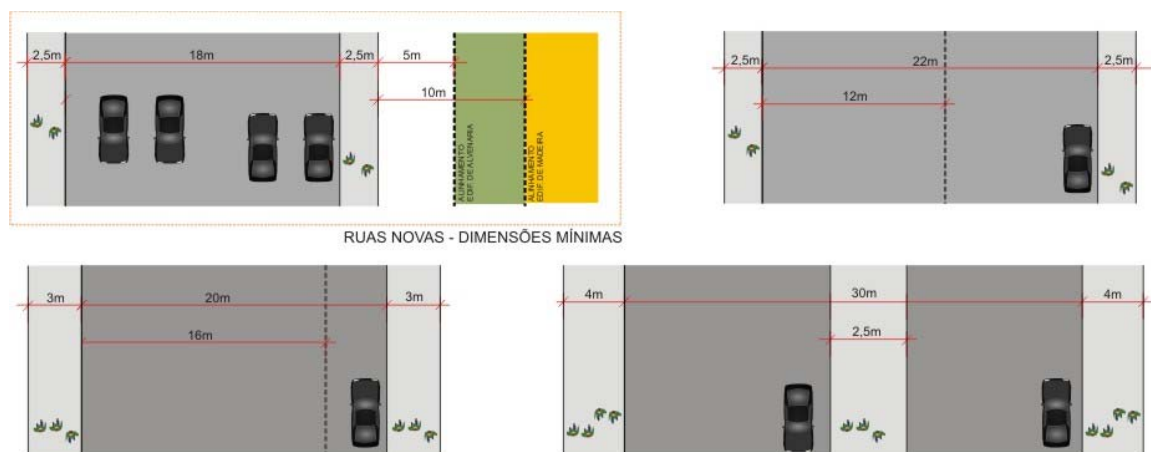 2,5m 18m 2,5m 5m
10m
ALINHAMENTO
EDIF. DE ALVENARIA
ALINHAMENTO
EDIF. DE MADEIRA
RUAS NOVAS - DIMENSÕES MÍNIMAS
2,5m 22m 2,5m
12m
3m 20m 3m
16m
4m 30m 4m
2,5m